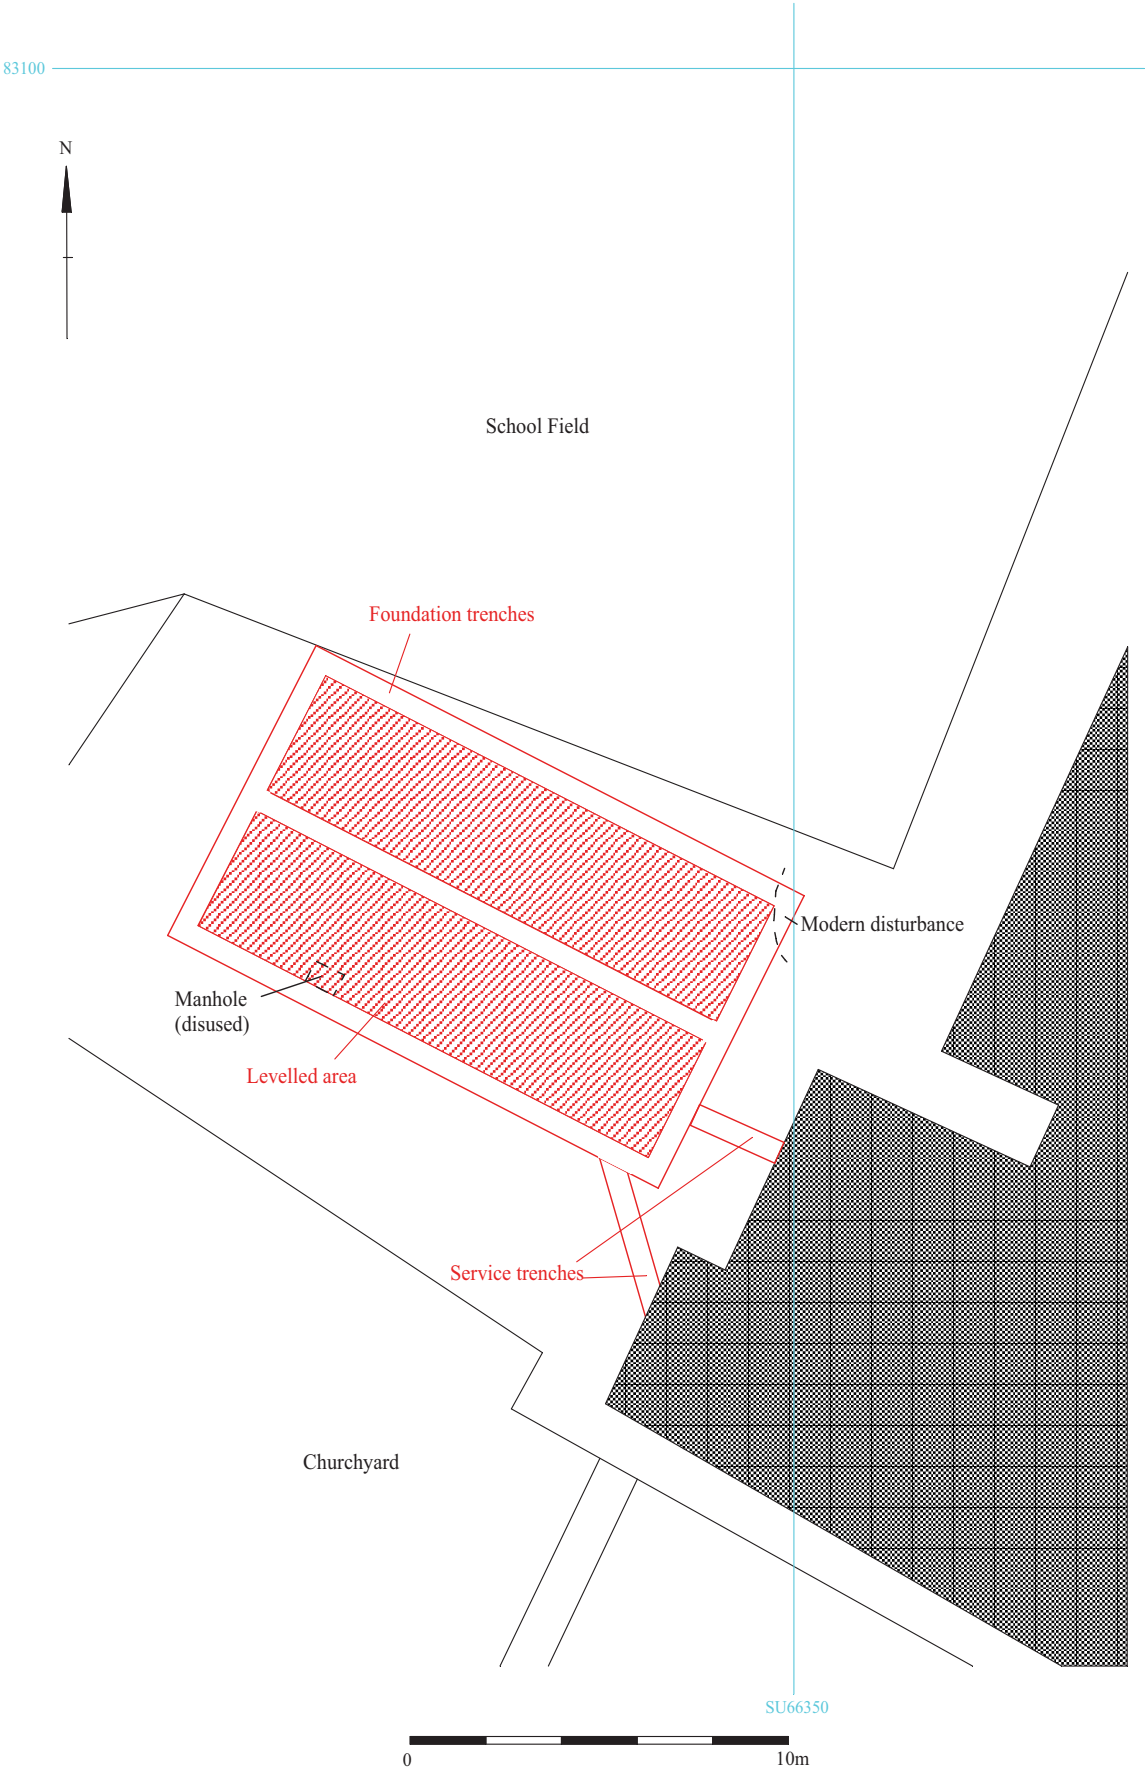 83100
N
School Field
Foundation trenches
Modern disturbance
Manhole
(disused)
Levelled area
Service trenches
Churchyard
SU66350
0
10m